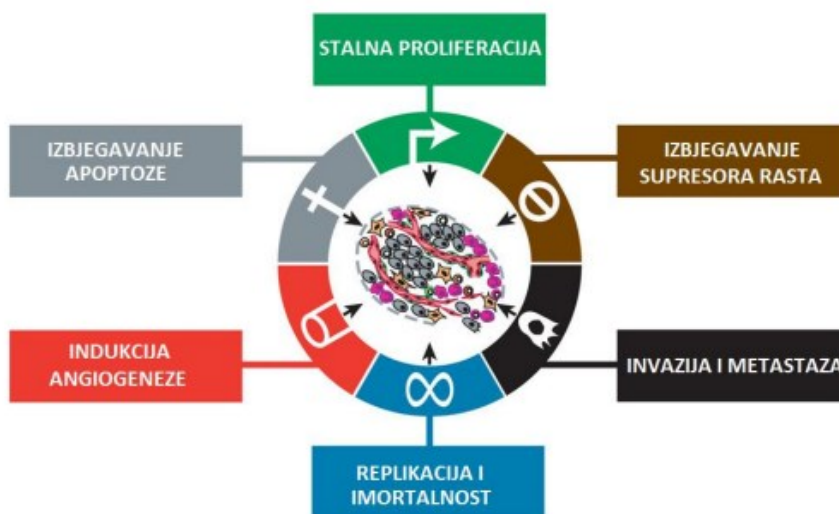 STALNA PROLIFERACIJA
IZBJEGAVANJE
APOPTOZE
IZBJEGAVANJE
SUPRESORA RASTA
INDUKCIJA
ANGIOGENEZE
INVAZIJA I METASTAZA
REPLIKACIJA I
IMORTALNOST